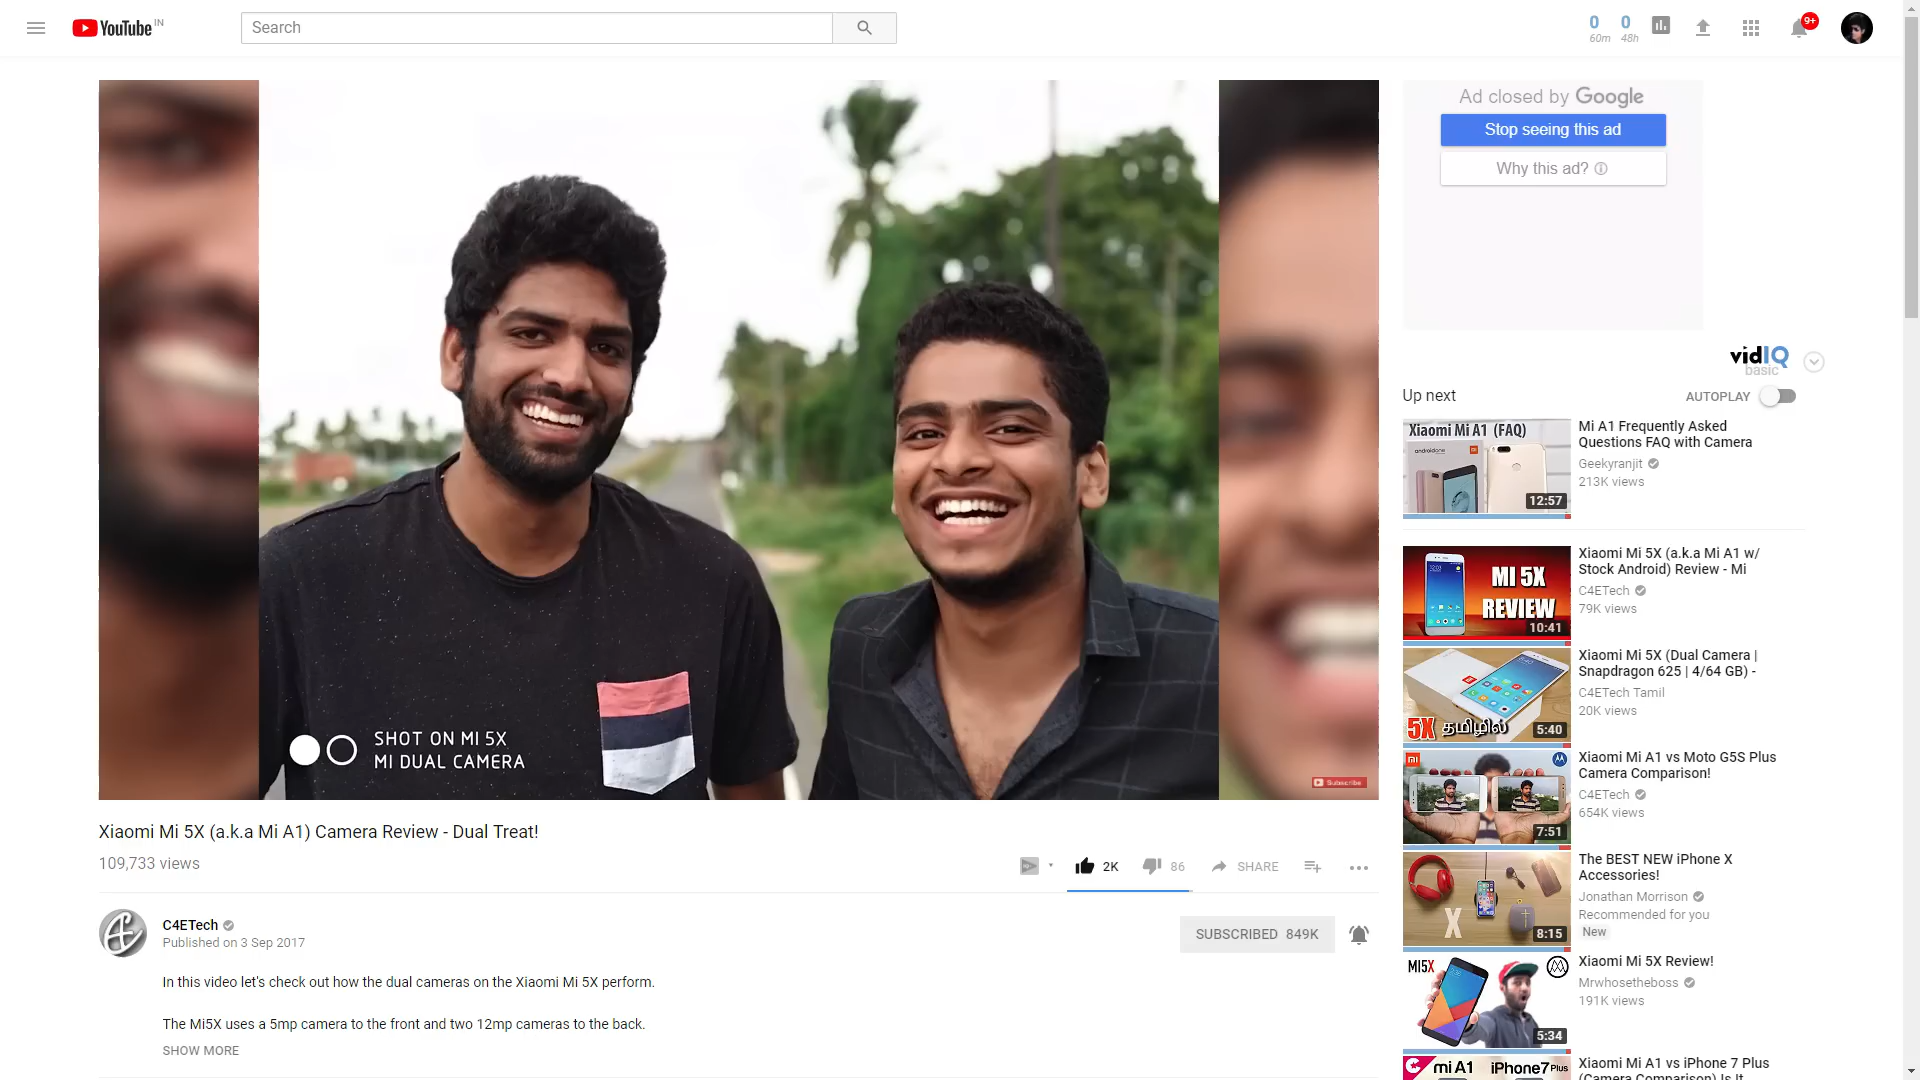 YouTube IN
Search
0 0
60m 48h
9+
SHOT ON MI 5X
MI DUAL CAMERA
Subscribe
Xiaomi Mi 5X (a.k.a Mi A1) Camera Review - Dual Treat!
109,733 views
2K
86
SHARE
C4ETech
Published on 3 Sep 2017
SUBSCRIBED 849K
In this video let's check out how the dual cameras on the Xiaomi Mi 5X perform.
The Mi5X uses a 5mp camera to the front and two 12mp cameras to the back.
SHOW MORE
Ad closed by Google
Stop seeing this ad
Why this ad?
vidIQ
basic
Up next
AUTOPLAY
Xiaomi Mi A1 (FAQ)
androidone
12:57
Mi A1 Frequently Asked
Questions FAQ with Camera
Geekyranjit
213K views
MI 5X
REVIEW
10:41
Xiaomi Mi 5X (a.k.a Mi A1 w/
Stock Android) Review - Mi
C4ETech
79K views
5X தமிழில்
5:40
Xiaomi Mi 5X (Dual Camera |
Snapdragon 625 | 4/64 GB) -
C4ETech Tamil
20K views
7:51
Xiaomi Mi A1 vs Moto G5S Plus
Camera Comparison!
C4ETech
654K views
X
8:15
The BEST NEW iPhone X
Accessories!
Jonathan Morrison
Recommended for you
New
MI5X
5:34
Xiaomi Mi 5X Review!
Mrwhosetheboss
191K views
mi A1 iPhone7Plus
Xiaomi Mi A1 vs iPhone 7 Plus
(Camera Comparison) Is It